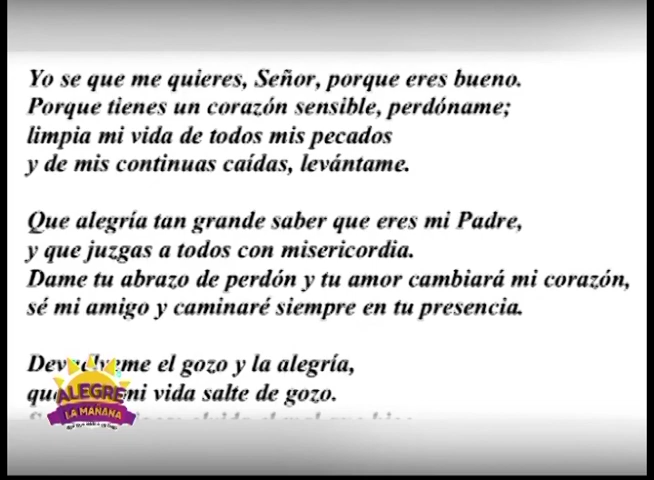 Yo se que me quieres, Señor, porque eres bueno.
Porque tienes un corazón sensible, perdóname;
limpia mi vida de todos mis pecados
y de mis continuas caídas, levántame.
Que alegría tan grande saber que eres mi Padre,
y que juzgas a todos con misericordia.
Dame tu abrazo de perdón y tu amor cambiará mi corazón,
sé mi amigo y caminaré siempre en tu presencia.
Devuélveme el gozo y la alegría,
vida salte de gozo.
ALEGRE
LA MAÑANA